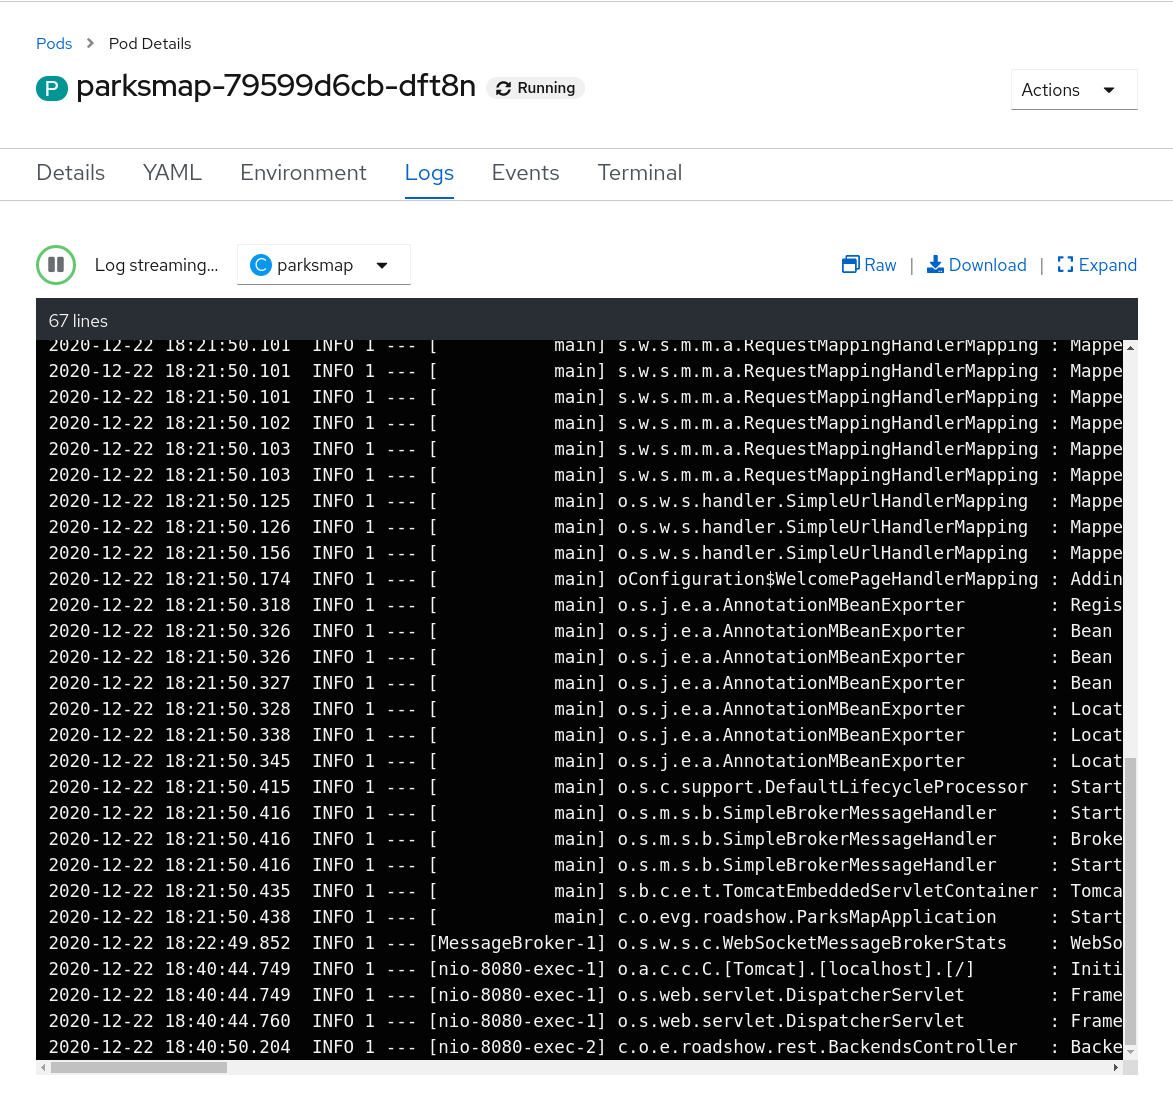 Pods > Pod Details
P parksmap-79599d6cb-dft8n Running
Actions
Details YAML Environment Logs Events Terminal
Log streaming... C parksmap Raw | Download | Expand
67 lines
2020-12-22 18:21:50.101  INFO 1 --- [           main] s.w.s.m.m.a.RequestMappingHandlerMapping : Mappe
2020-12-22 18:21:50.101  INFO 1 --- [           main] s.w.s.m.m.a.RequestMappingHandlerMapping : Mappe
2020-12-22 18:21:50.101  INFO 1 --- [           main] s.w.s.m.m.a.RequestMappingHandlerMapping : Mappe
2020-12-22 18:21:50.102  INFO 1 --- [           main] s.w.s.m.m.a.RequestMappingHandlerMapping : Mappe
2020-12-22 18:21:50.103  INFO 1 --- [           main] s.w.s.m.m.a.RequestMappingHandlerMapping : Mappe
2020-12-22 18:21:50.103  INFO 1 --- [           main] s.w.s.m.m.a.RequestMappingHandlerMapping : Mappe
2020-12-22 18:21:50.125  INFO 1 --- [           main] o.s.w.s.handler.SimpleUrlHandlerMapping  : Mappe
2020-12-22 18:21:50.126  INFO 1 --- [           main] o.s.w.s.handler.SimpleUrlHandlerMapping  : Mappe
2020-12-22 18:21:50.156  INFO 1 --- [           main] o.s.w.s.handler.SimpleUrlHandlerMapping  : Mappe
2020-12-22 18:21:50.174  INFO 1 --- [           main] oConfiguration$WelcomePageHandlerMapping : Addin
2020-12-22 18:21:50.318  INFO 1 --- [           main] o.s.j.e.a.AnnotationMBeanExporter        : Regis
2020-12-22 18:21:50.326  INFO 1 --- [           main] o.s.j.e.a.AnnotationMBeanExporter        : Bean
2020-12-22 18:21:50.326  INFO 1 --- [           main] o.s.j.e.a.AnnotationMBeanExporter        : Bean
2020-12-22 18:21:50.327  INFO 1 --- [           main] o.s.j.e.a.AnnotationMBeanExporter        : Bean
2020-12-22 18:21:50.328  INFO 1 --- [           main] o.s.j.e.a.AnnotationMBeanExporter        : Locat
2020-12-22 18:21:50.338  INFO 1 --- [           main] o.s.j.e.a.AnnotationMBeanExporter        : Locat
2020-12-22 18:21:50.345  INFO 1 --- [           main] o.s.j.e.a.AnnotationMBeanExporter        : Locat
2020-12-22 18:21:50.415  INFO 1 --- [           main] o.s.c.support.DefaultLifecycleProcessor  : Start
2020-12-22 18:21:50.416  INFO 1 --- [           main] o.s.m.s.b.SimpleBrokerMessageHandler     : Start
2020-12-22 18:21:50.416  INFO 1 --- [           main] o.s.m.s.b.SimpleBrokerMessageHandler     : Broke
2020-12-22 18:21:50.416  INFO 1 --- [           main] o.s.m.s.b.SimpleBrokerMessageHandler     : Start
2020-12-22 18:21:50.435  INFO 1 --- [           main] s.b.c.e.t.TomcatEmbeddedServletContainer : Tomca
2020-12-22 18:21:50.438  INFO 1 --- [           main] c.o.evg.roadshow.ParksMapApplication     : Start
2020-12-22 18:22:49.852  INFO 1 --- [MessageBroker-1] o.s.w.s.c.WebSocketMessageBrokerStats    : WebSo
2020-12-22 18:40:44.749  INFO 1 --- [nio-8080-exec-1] o.a.c.c.C.[Tomcat].[localhost].[/]       : Initi
2020-12-22 18:40:44.749  INFO 1 --- [nio-8080-exec-1] o.s.web.servlet.DispatcherServlet        : Frame
2020-12-22 18:40:44.760  INFO 1 --- [nio-8080-exec-1] o.s.web.servlet.DispatcherServlet        : Frame
2020-12-22 18:40:50.204  INFO 1 --- [nio-8080-exec-2] c.o.e.roadshow.rest.BackendsController   : Backe